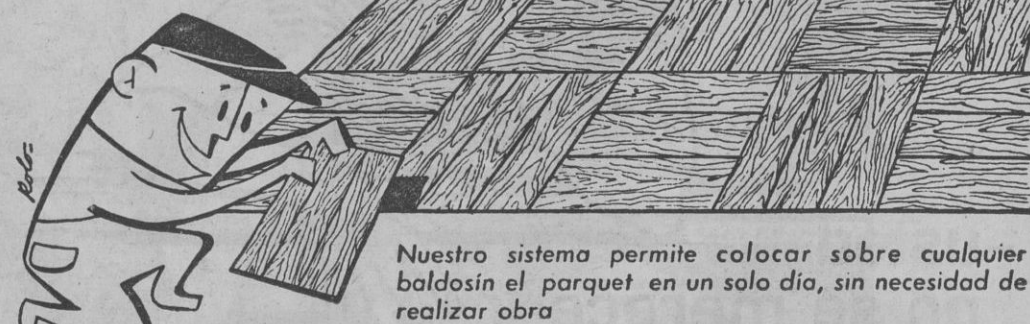 Nuestro sistema permite colocar sobre cualquier
baldosín el parquet en un solo día, sin necesidad de
realizar obra